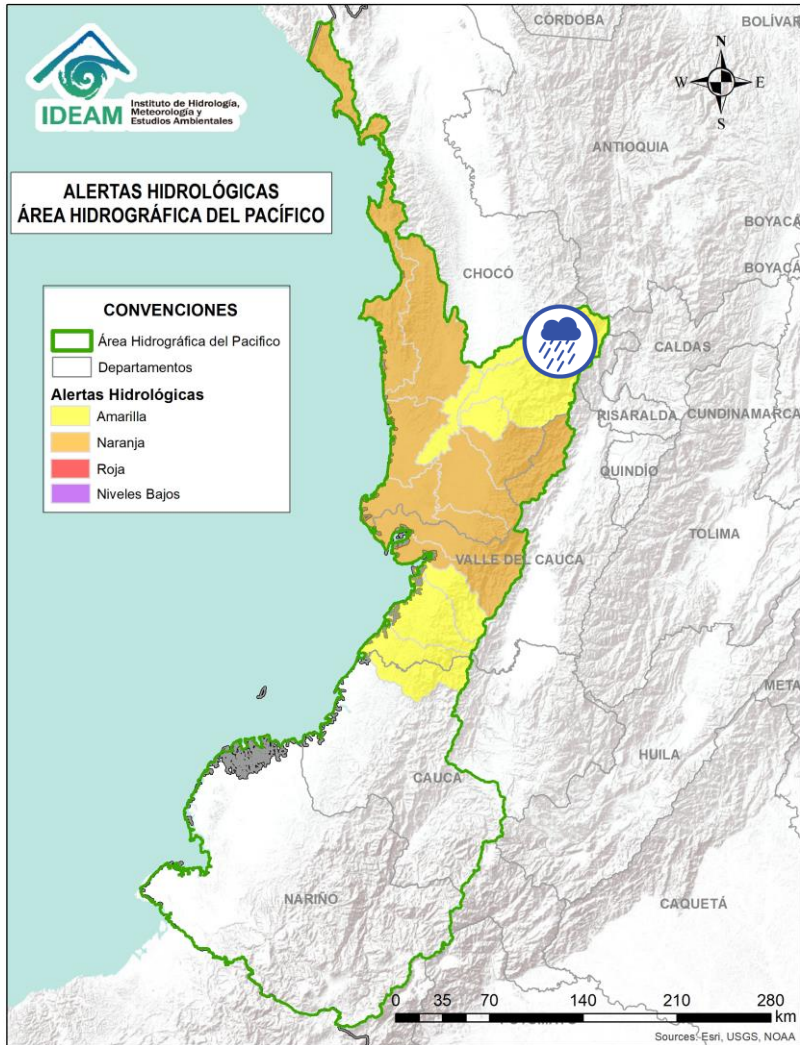 CÓRDOBA
BOLÍVAR
N
W E
S
IDEAM
Instituto de Hidrología,
Meteorología y
Estudios Ambientales
ANTIOQUIA
ALERTAS HIDROLÓGICAS
ÁREA HIDROGRÁFICA DEL PACÍFICO
BOYACÁ
BOYACÁ
CHOCÓ
CONVENCIONES
Área Hidrográfica del Pacifico
Departamentos
Alertas Hidrológicas
Amarilla
Naranja
Roja
Niveles Bajos
CALDAS
RISARALDA
CUNDINAMARCA
QUINDÍO
TOLIMA
VALLE DEL CAUCA
META
HUILA
CAUCA
NARIÑO
CAQUETÁ
0 35 70 140 210 280
km
Sources: Esri, USGS, NOAA